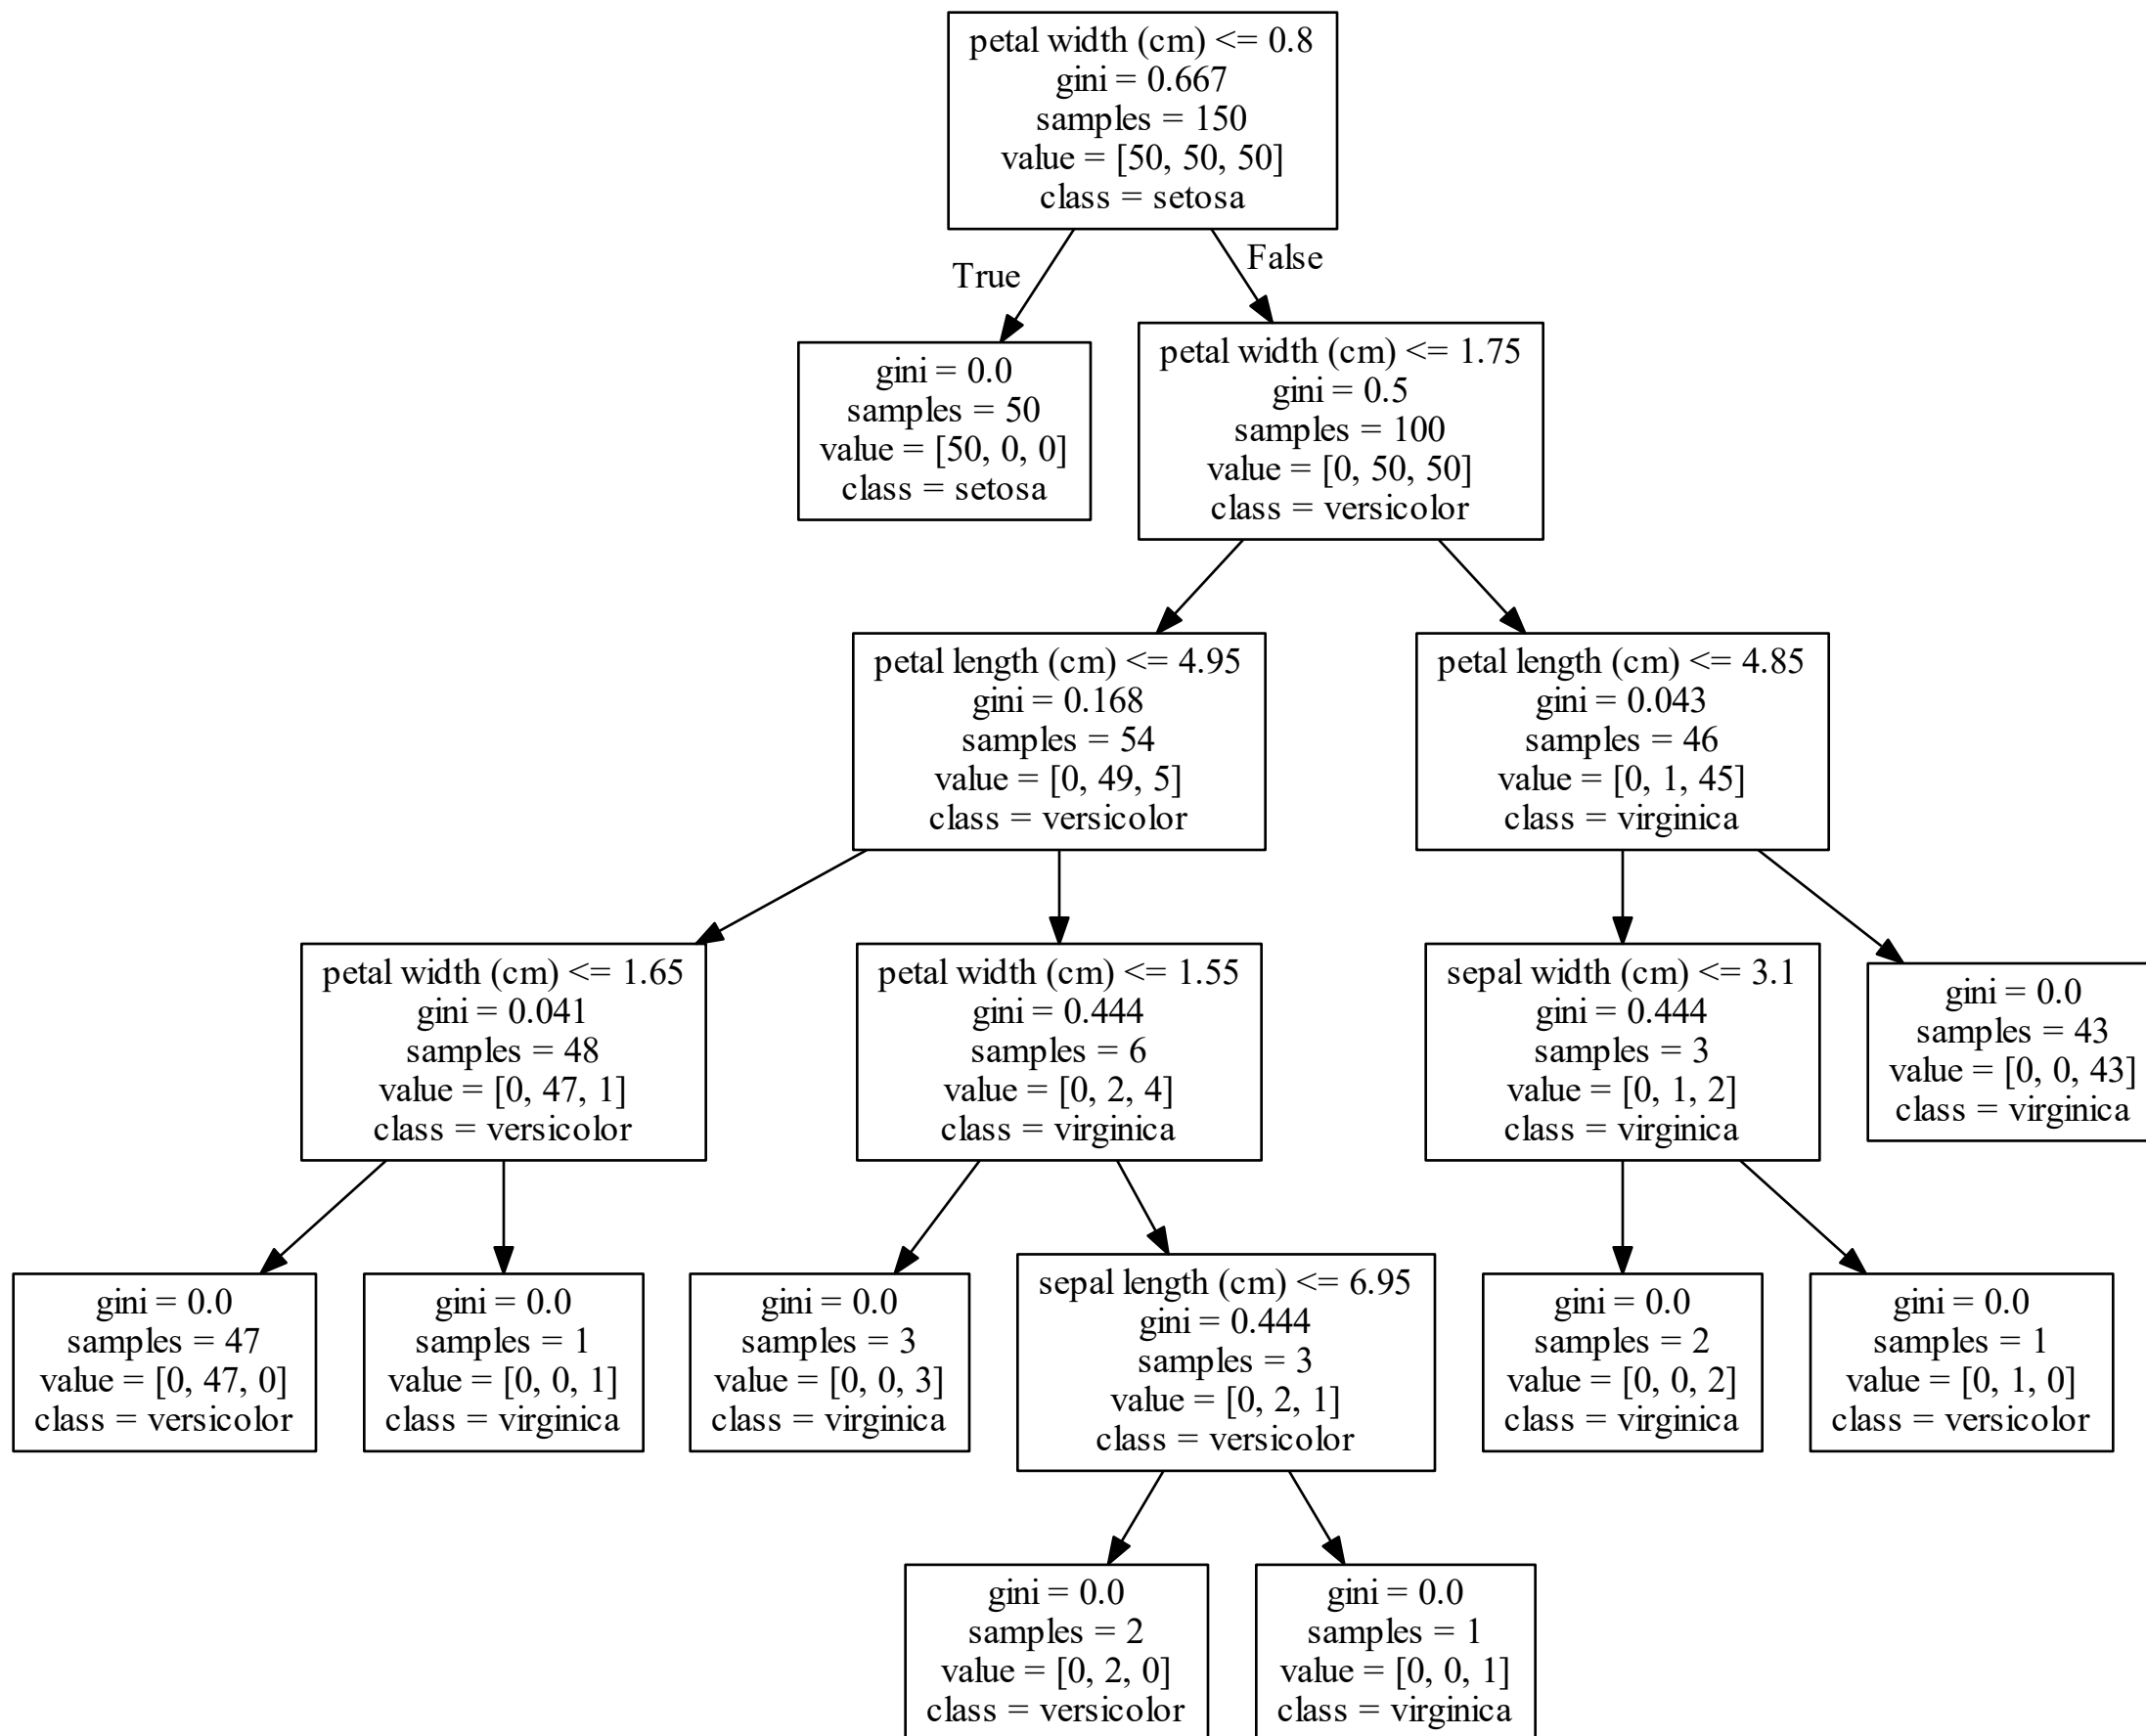 petal width (cm) <= 0.8
gini = 0.667
samples = 150
value = [50, 50, 50]
class = setosa
True
False
gini = 0.0
samples = 50
value = [50, 0, 0]
class = setosa
petal width (cm) <= 1.75
gini = 0.5
samples = 100
value = [0, 50, 50]
class = versicolor
petal length (cm) <= 4.95
gini = 0.168
samples = 54
value = [0, 49, 5]
class = versicolor
petal length (cm) <= 4.85
gini = 0.043
samples = 46
value = [0, 1, 45]
class = virginica
petal width (cm) <= 1.65
gini = 0.041
samples = 48
value = [0, 47, 1]
class = versicolor
petal width (cm) <= 1.55
gini = 0.444
samples = 6
value = [0, 2, 4]
class = virginica
sepal width (cm) <= 3.1
gini = 0.444
samples = 3
value = [0, 1, 2]
class = virginica
gini = 0.0
samples = 43
value = [0, 0, 43]
class = virginica
gini = 0.0
samples = 47
value = [0, 47, 0]
class = versicolor
gini = 0.0
samples = 1
value = [0, 0, 1]
class = virginica
gini = 0.0
samples = 3
value = [0, 0, 3]
class = virginica
sepal length (cm) <= 6.95
gini = 0.444
samples = 3
value = [0, 2, 1]
class = versicolor
gini = 0.0
samples = 2
value = [0, 0, 2]
class = virginica
gini = 0.0
samples = 1
value = [0, 1, 0]
class = versicolor
gini = 0.0
samples = 2
value = [0, 2, 0]
class = versicolor
gini = 0.0
samples = 1
value = [0, 0, 1]
class = virginica